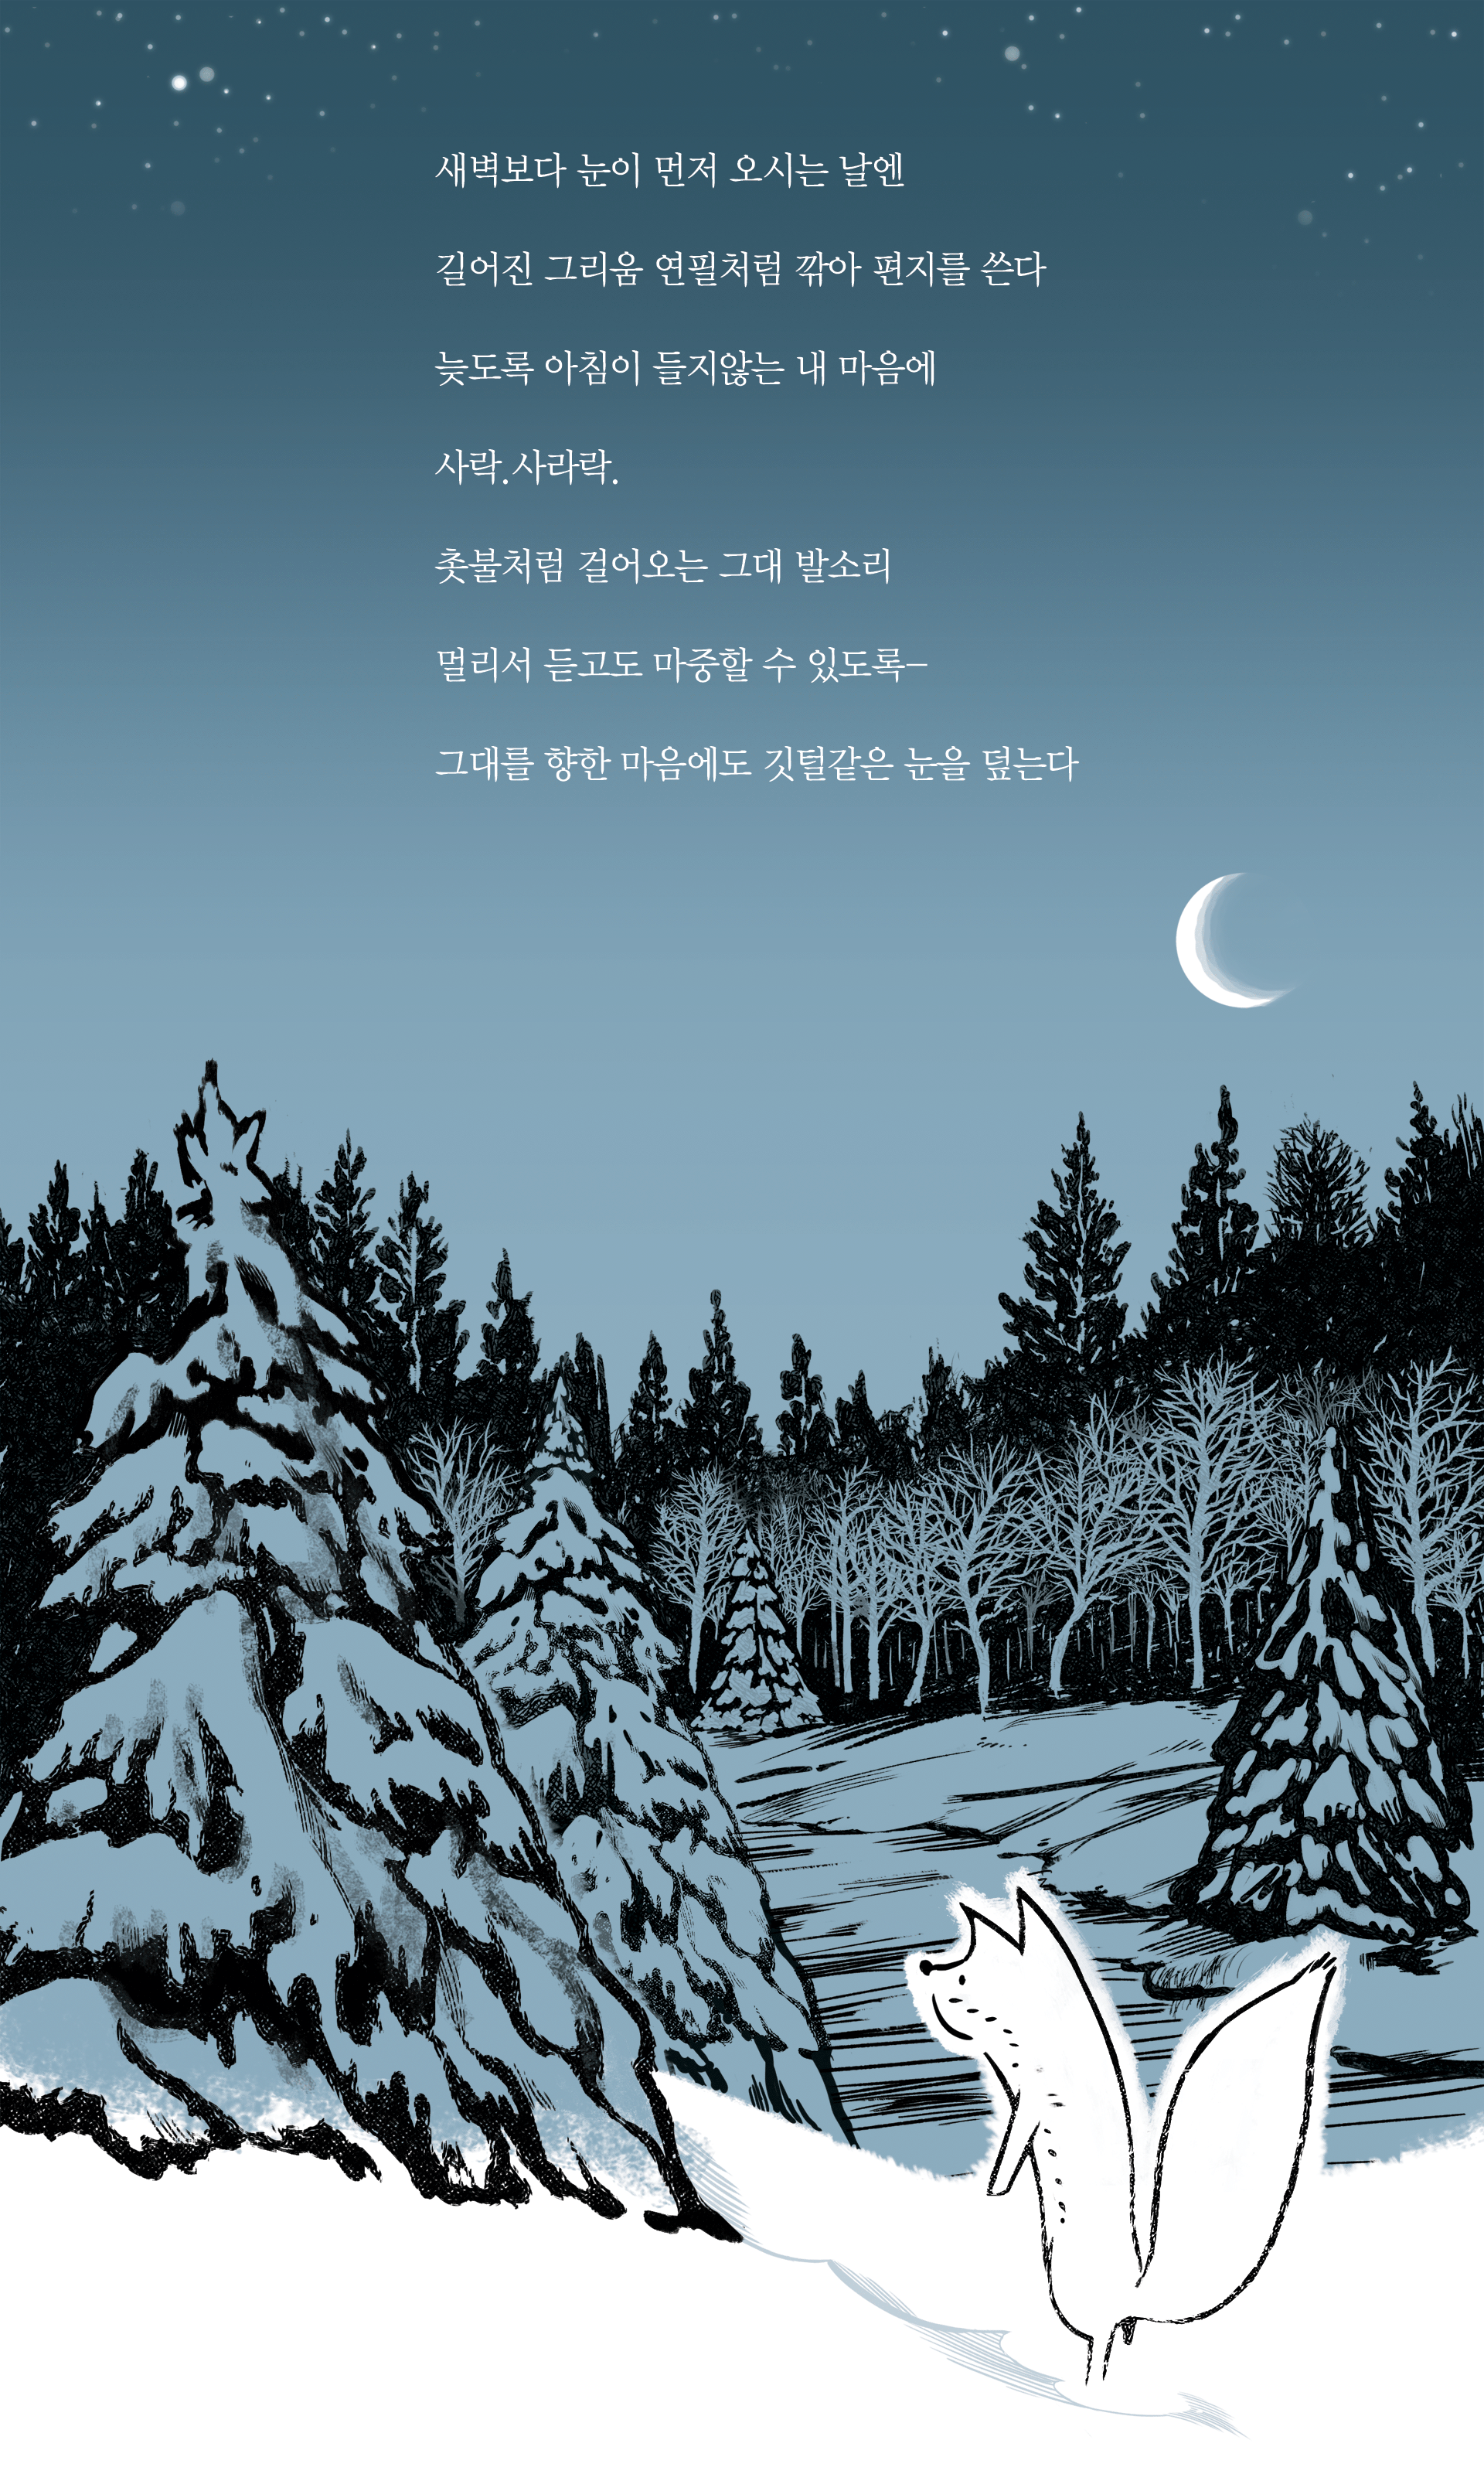 새벽보다 눈이 먼저 오시는 날엔
길어진 그리움 연필처럼 깎아 편지를 쓴다
늦도록 아침이 들지않는 내 마음에
사락.사라락.
촛불처럼 걸어오는 그대 발소리
멀리서 듣고도 마중할 수 있도록—
그대를 향한 마음에도 깃털같은 눈을 덮는다